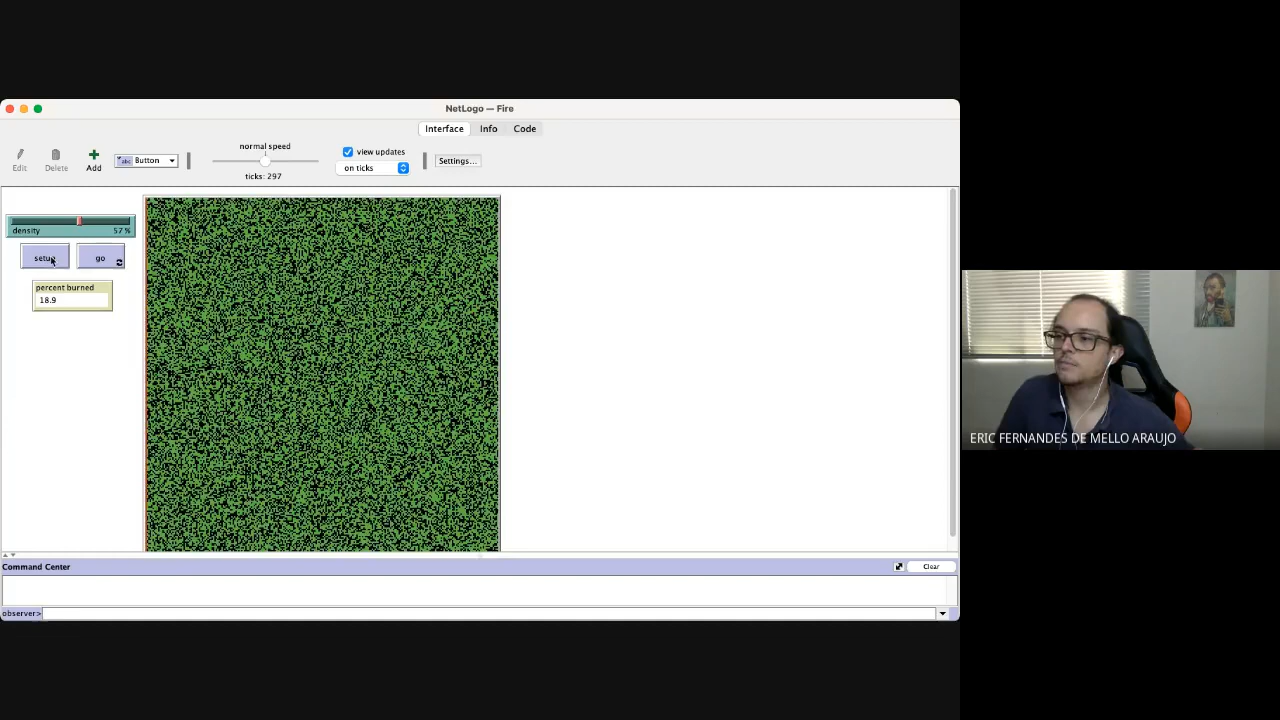 NetLogo — Fire
Interface Info Code
Edit Delete Add abc Button
normal speed
ticks: 297
view updates
on ticks
Settings...
density 57 %
setup go
percent burned
18.9
ERIC FERNANDES DE MELLO ARAUJO
Command Center Clear
observer>